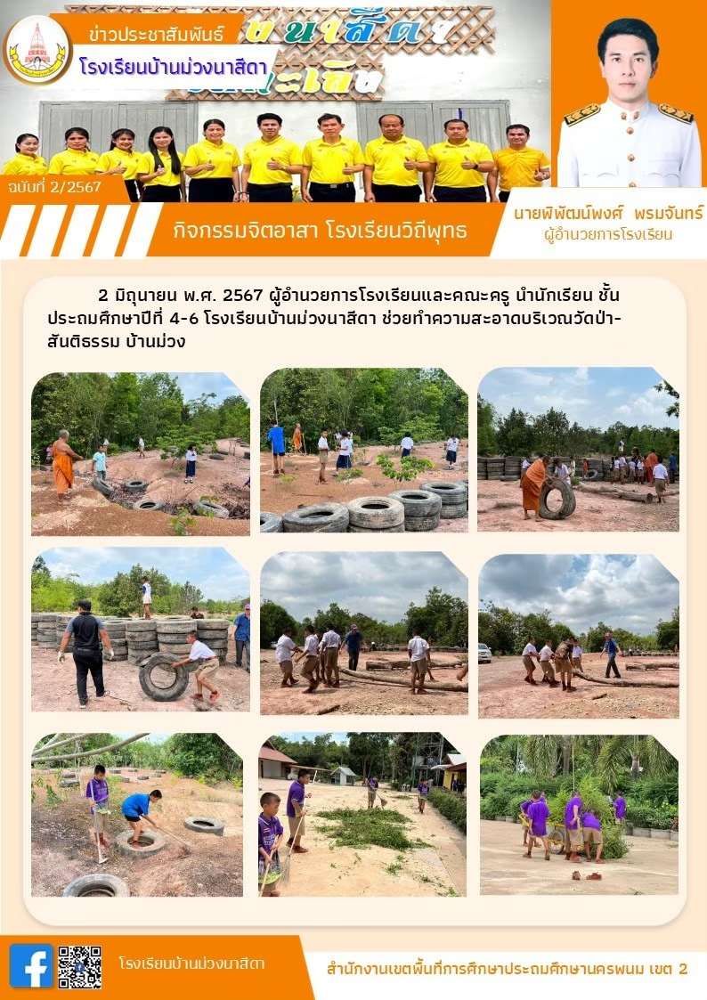 ข่าวประชาสัมพันธ์
โรงเรียนบ้านม่วงนาสีดา
ฉบับที่ 2/2567
กิจกรรมจิตอาสา โรงเรียนวิถีพุทธ
นายพิพัฒน์พงศ์ พรมจันทร์
ผู้อำนวยการโรงเรียน
2 มิถุนายน พ.ศ. 2567 ผู้อำนวยการโรงเรียนและคณะครู นำนักเรียน ชั้น
ประถมศึกษาปีที่ 4-6 โรงเรียนบ้านม่วงนาสีดา ช่วยทำความสะอาดบริเวณวัดป่า-
สันติธรรม บ้านม่วง
โรงเรียนบ้านม่วงนาสีดา
สำนักงานเขตพื้นที่การศึกษาประถมศึกษานครพนม เขต 2